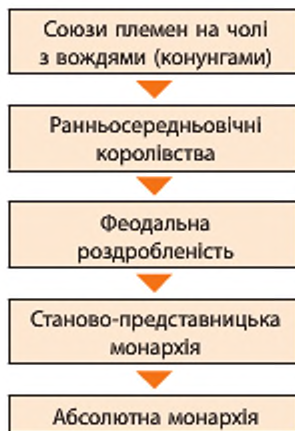 Союзи племен на чолі
з вождями (конунгами)
Ранньосередньовічні
королівства
Феодальна
роздробленість
Станово-представницька
монархія
Абсолютна монархія